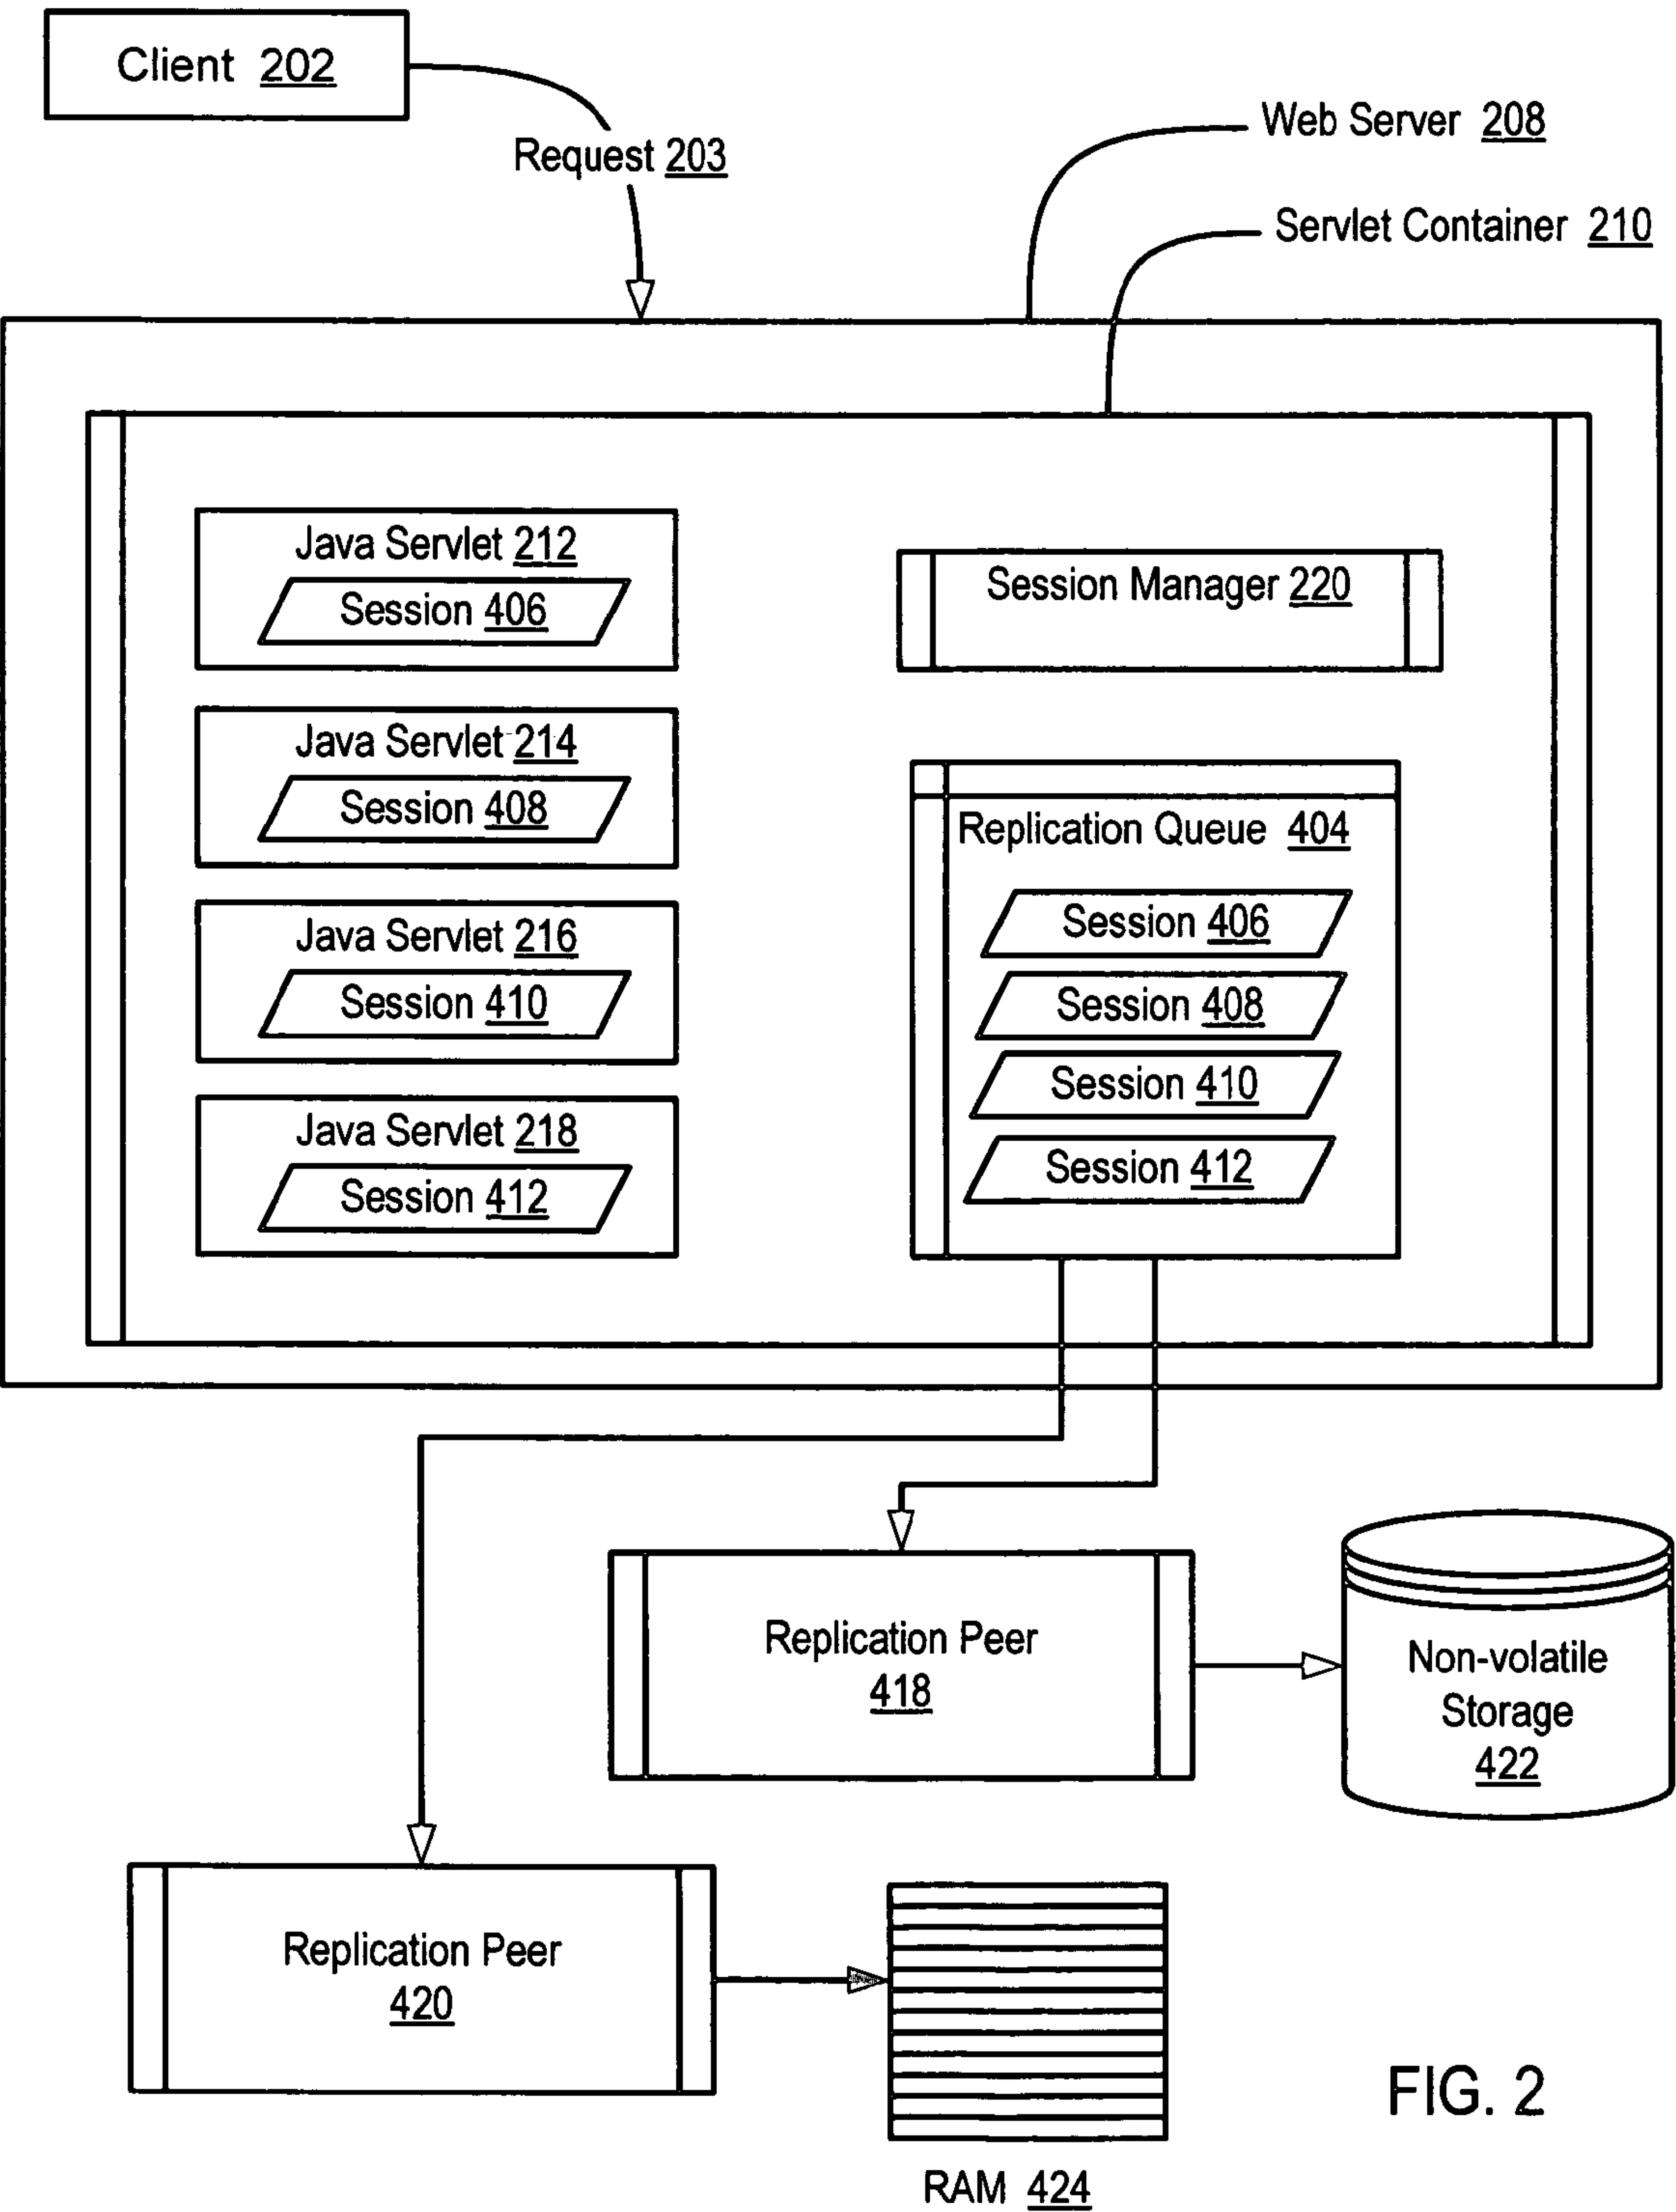 Client 202
Request 203
Web Server 208
Servlet Container 210
Java Servlet 212
Session 406
Java Servlet 214
Session 408
Java Servlet 216
Session 410
Java Servlet 218
Session 412
Session Manager 220
Replication Queue 404
Session 406
Session 408
Session 410
Session 412
Replication Peer
418
Non-volatile
Storage
422
Replication Peer
420
RAM 424
FIG. 2